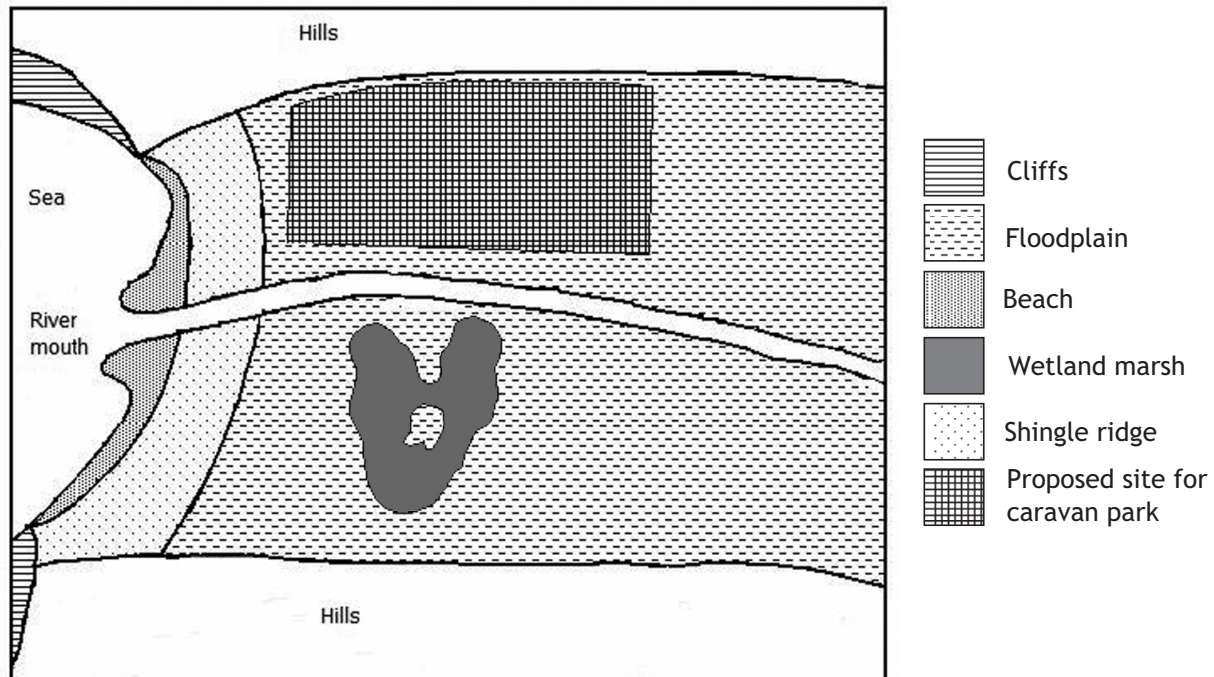 Hills
Sea
River
mouth
Hills
Cliffs
Floodplain
Beach
Wetland marsh
Shingle ridge
Proposed site for
caravan park